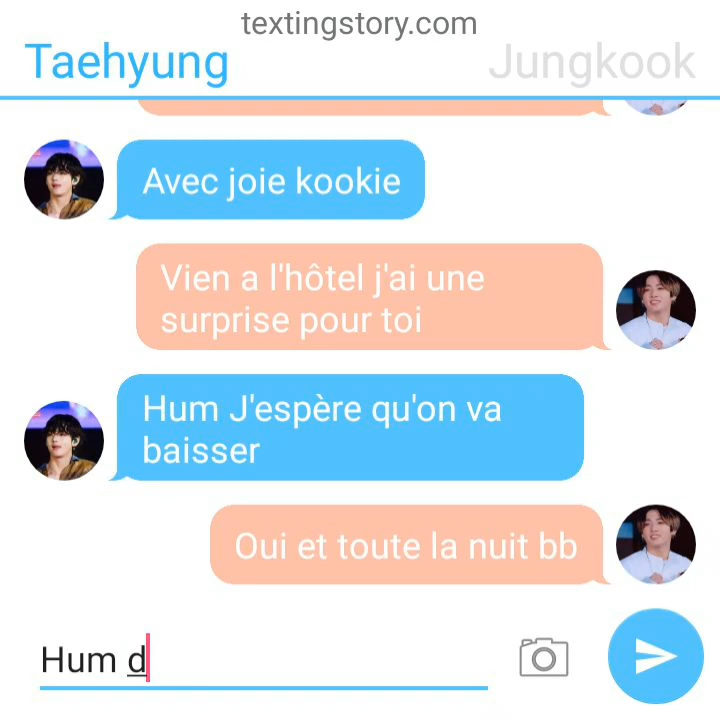 textingstory.com
Taehyung
Jungkook
Avec joie kookie
Vien a l'hôtel j'ai une
surprise pour toi
Hum J'espère qu'on va
baisser
Oui et toute la nuit bb
Hum d